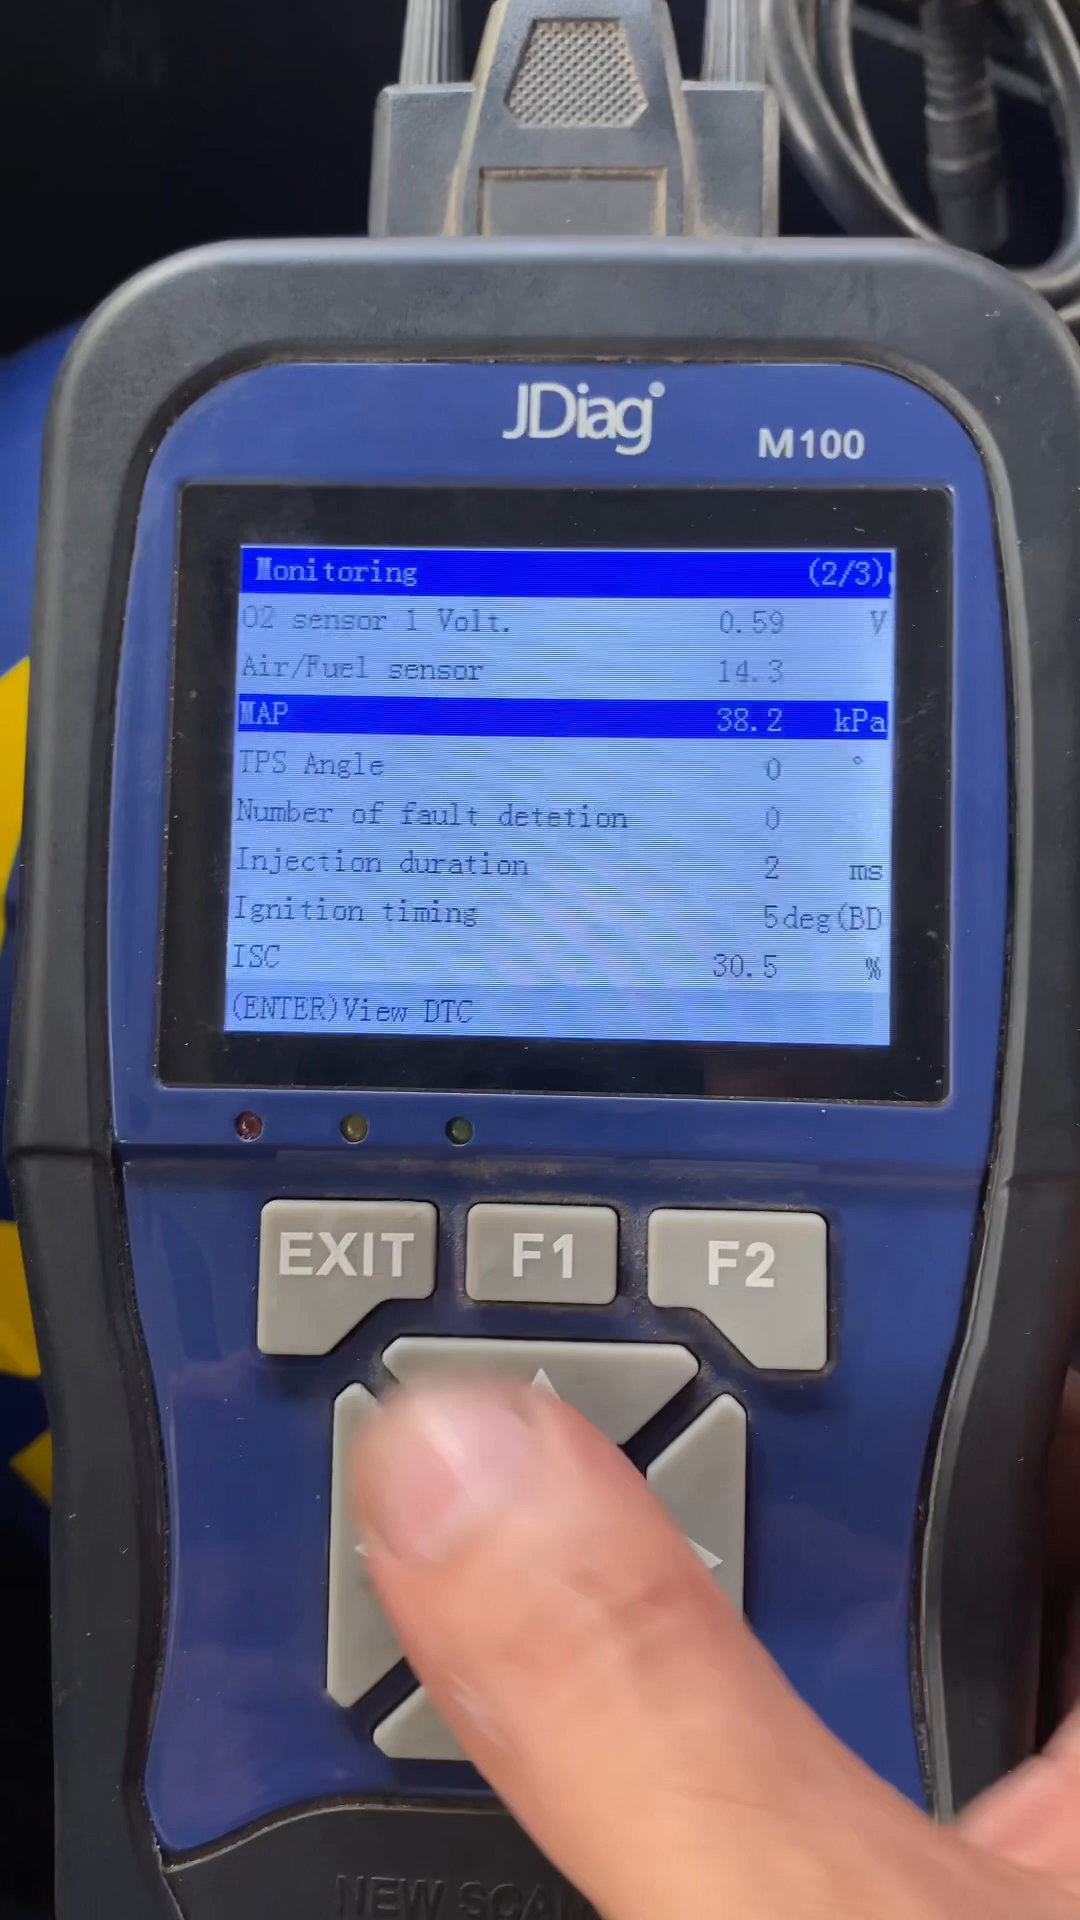 JDiag
M100
Monitoring (2/3)
O2 sensor 1 Volt. 0.59 V
Air/Fuel sensor 14.3
MAP 38.2 kPa
TPS Angle 0 °
Number of fault detetion 0
Injection duration 2 ms
Ignition timing 5deg(BD
ISC 30.5 %
(ENTER)View DTC
EXIT F1 F2
NEW